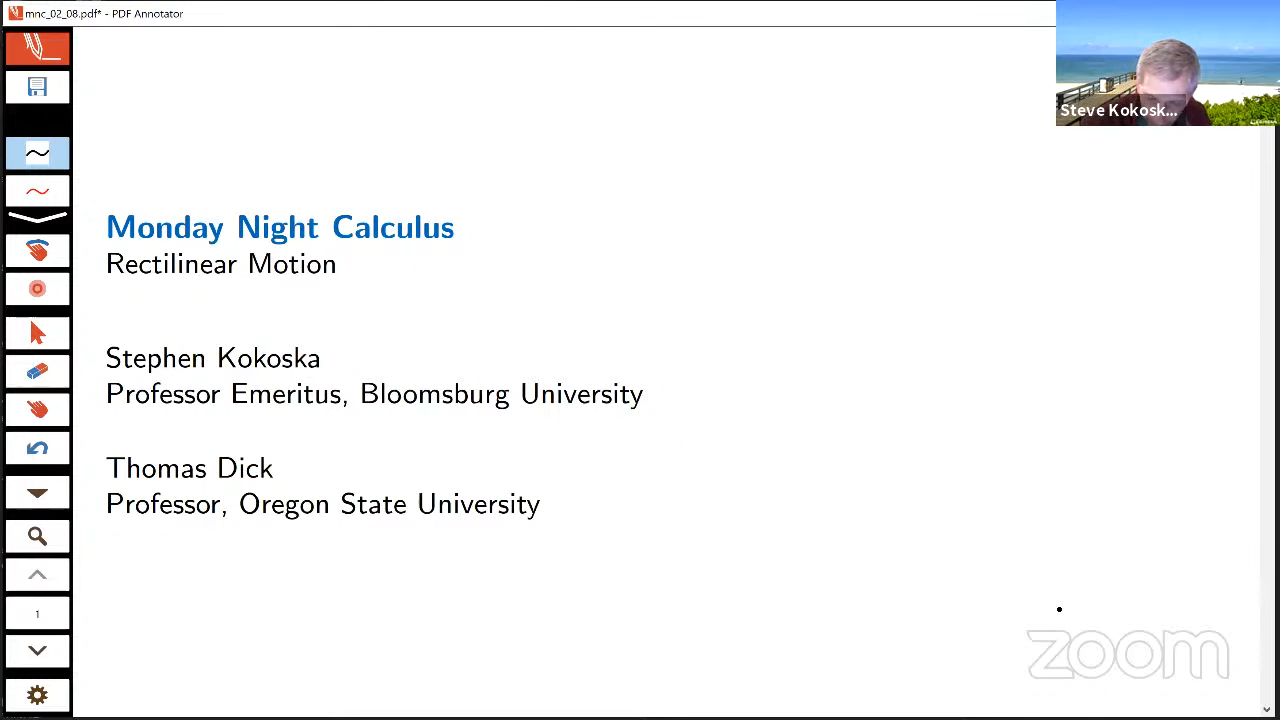 mnc_02_08.pdf* - PDF Annotator
Steve Kokosk...
Monday Night Calculus
Rectilinear Motion
Stephen Kokoska
Professor Emeritus, Bloomsburg University
Thomas Dick
Professor, Oregon State University
1
zoom